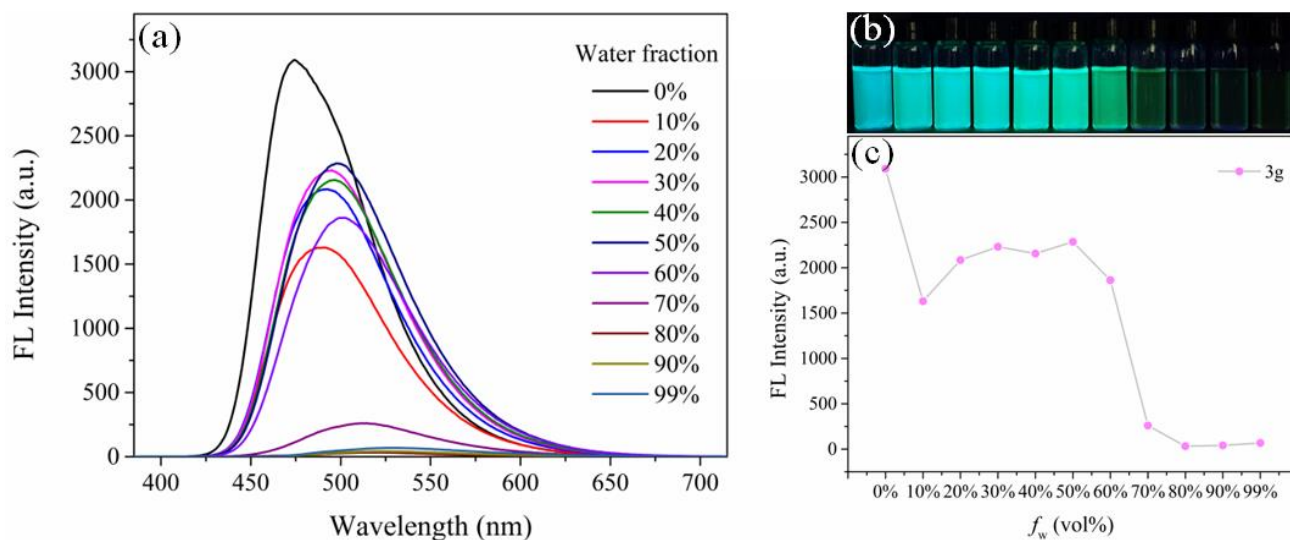 (a)
Water fraction
0%
10%
20%
30%
40%
50%
60%
70%
80%
90%
99%
3000
2500
2000
1500
1000
500
0
FL Intensity (a.u.)
400 450 500 550 600 650 700
Wavelength (nm)
(b)
(c)
3g
3000
2500
2000
1500
1000
500
0
FL Intensity (a.u.)
0% 10% 20% 30% 40% 50% 60% 70% 80% 90% 99%
fw (vol%)